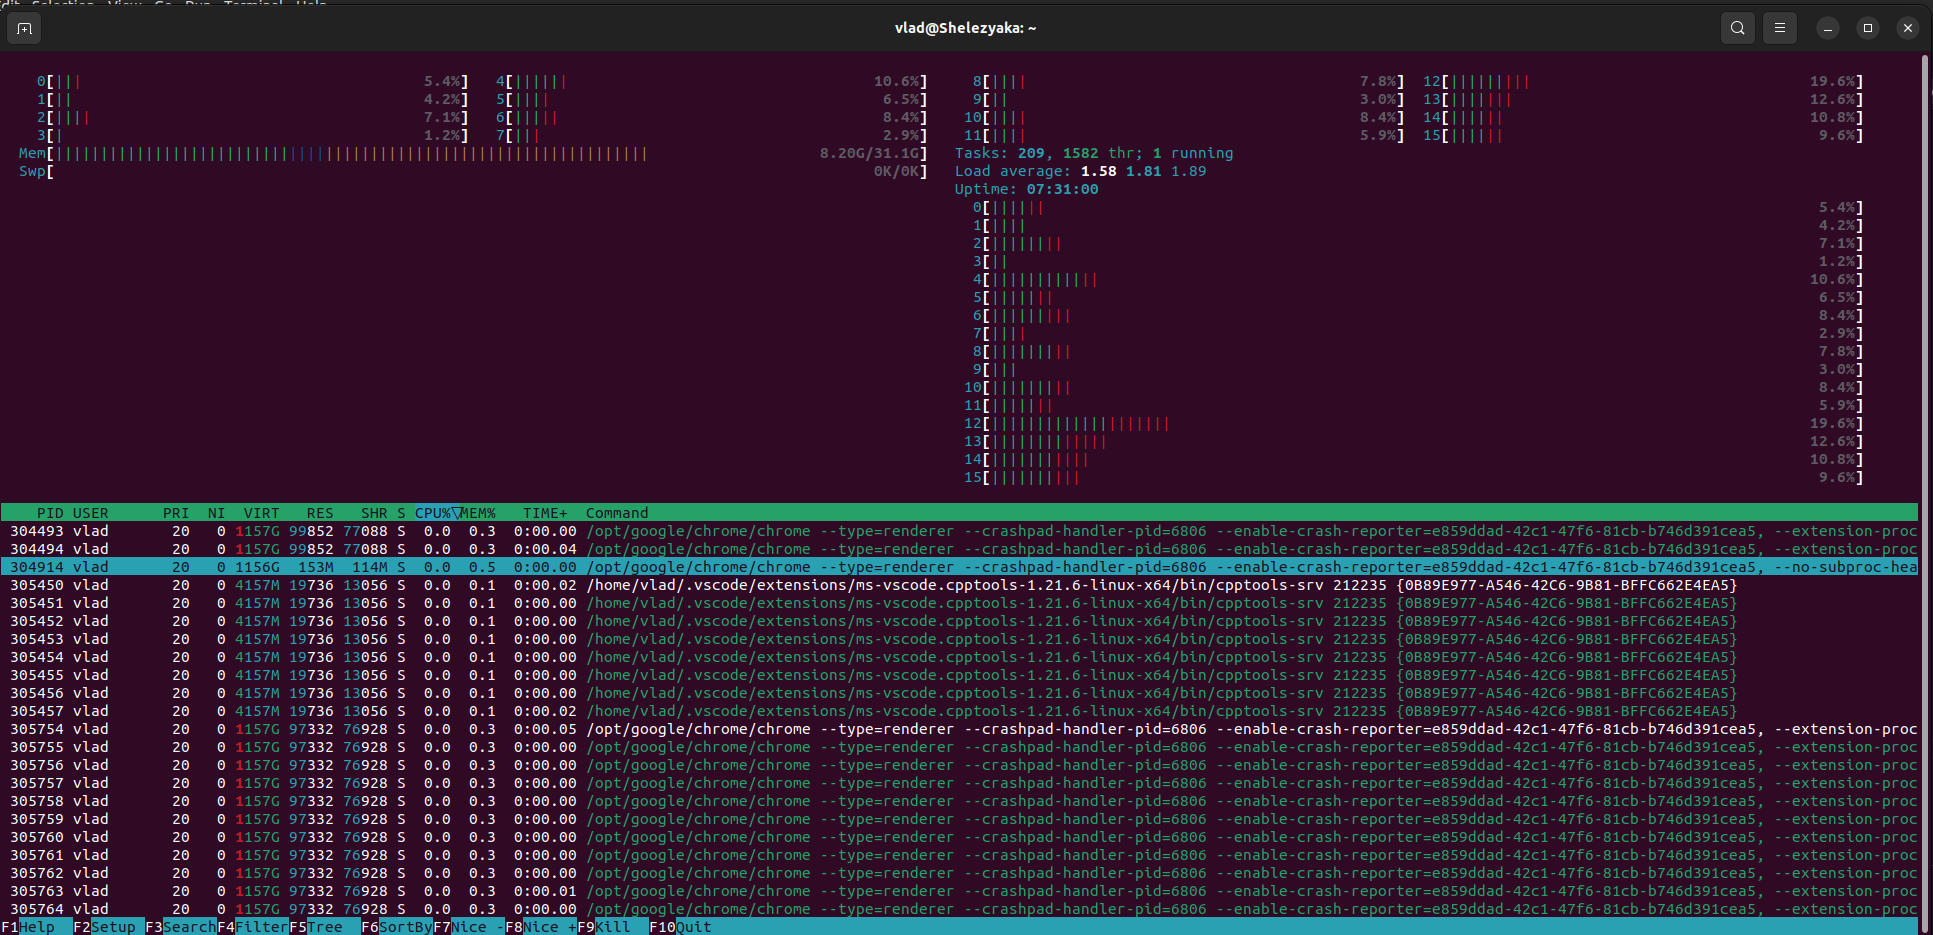 Edit Selection View Go Run Terminal Help
vlad@Shelezyaka: ~
0[||| 5.4%] 4[|||||| 10.6%] 8[|||| 7.8%] 12[||||||||| 19.6%]
1[|| 4.2%] 5[|||| 6.5%] 9[|| 3.0%] 13[||||||| 12.6%]
2[|||| 7.1%] 6[||||| 8.4%] 10[|||| 8.4%] 14[|||||| 10.8%]
3[| 1.2%] 7[||| 2.9%] 11[|||| 5.9%] 15[|||||| 9.6%]
Mem[|||||||||||||||||||||||||||||||||||||||||||||||||||||||||||||||||| 8.20G/31.1G] Tasks: 209, 1582 thr; 1 running
Swp[ 0K/0K] Load average: 1.58 1.81 1.89
Uptime: 07:31:00
0[|||||| 5.4%]
1[|||| 4.2%]
2[|||||||| 7.1%]
3[|| 1.2%]
4[|||||||||||| 10.6%]
5[||||||| 6.5%]
6[||||||||| 8.4%]
7[|||| 2.9%]
8[||||||||| 7.8%]
9[||| 3.0%]
10[||||||||| 8.4%]
11[||||||| 5.9%]
12[|||||||||||||||||||| 19.6%]
13[||||||||||||| 12.6%]
14[||||||||||| 10.8%]
15[|||||||||| 9.6%]
PID USER PRI NI VIRT RES SHR S CPU%▽MEM% TIME+ Command
304493 vlad 20 0 1157G 99852 77088 S 0.0 0.3 0:00.00 /opt/google/chrome/chrome --type=renderer --crashpad-handler-pid=6806 --enable-crash-reporter=e859ddad-42c1-47f6-81cb-b746d391cea5, --extension-proc
304494 vlad 20 0 1157G 99852 77088 S 0.0 0.3 0:00.04 /opt/google/chrome/chrome --type=renderer --crashpad-handler-pid=6806 --enable-crash-reporter=e859ddad-42c1-47f6-81cb-b746d391cea5, --extension-proc
304914 vlad 20 0 1156G 153M 114M S 0.0 0.5 0:00.00 /opt/google/chrome/chrome --type=renderer --crashpad-handler-pid=6806 --enable-crash-reporter=e859ddad-42c1-47f6-81cb-b746d391cea5, --no-subproc-hea
305450 vlad 20 0 4157M 19736 13056 S 0.0 0.1 0:00.02 /home/vlad/.vscode/extensions/ms-vscode.cpptools-1.21.6-linux-x64/bin/cpptools-srv 212235 {0B89E977-A546-42C6-9B81-BFFC662E4EA5}
305451 vlad 20 0 4157M 19736 13056 S 0.0 0.1 0:00.00 /home/vlad/.vscode/extensions/ms-vscode.cpptools-1.21.6-linux-x64/bin/cpptools-srv 212235 {0B89E977-A546-42C6-9B81-BFFC662E4EA5}
305452 vlad 20 0 4157M 19736 13056 S 0.0 0.1 0:00.00 /home/vlad/.vscode/extensions/ms-vscode.cpptools-1.21.6-linux-x64/bin/cpptools-srv 212235 {0B89E977-A546-42C6-9B81-BFFC662E4EA5}
305453 vlad 20 0 4157M 19736 13056 S 0.0 0.1 0:00.00 /home/vlad/.vscode/extensions/ms-vscode.cpptools-1.21.6-linux-x64/bin/cpptools-srv 212235 {0B89E977-A546-42C6-9B81-BFFC662E4EA5}
305454 vlad 20 0 4157M 19736 13056 S 0.0 0.1 0:00.00 /home/vlad/.vscode/extensions/ms-vscode.cpptools-1.21.6-linux-x64/bin/cpptools-srv 212235 {0B89E977-A546-42C6-9B81-BFFC662E4EA5}
305455 vlad 20 0 4157M 19736 13056 S 0.0 0.1 0:00.00 /home/vlad/.vscode/extensions/ms-vscode.cpptools-1.21.6-linux-x64/bin/cpptools-srv 212235 {0B89E977-A546-42C6-9B81-BFFC662E4EA5}
305456 vlad 20 0 4157M 19736 13056 S 0.0 0.1 0:00.00 /home/vlad/.vscode/extensions/ms-vscode.cpptools-1.21.6-linux-x64/bin/cpptools-srv 212235 {0B89E977-A546-42C6-9B81-BFFC662E4EA5}
305457 vlad 20 0 4157M 19736 13056 S 0.0 0.1 0:00.02 /home/vlad/.vscode/extensions/ms-vscode.cpptools-1.21.6-linux-x64/bin/cpptools-srv 212235 {0B89E977-A546-42C6-9B81-BFFC662E4EA5}
305754 vlad 20 0 1157G 97332 76928 S 0.0 0.3 0:00.05 /opt/google/chrome/chrome --type=renderer --crashpad-handler-pid=6806 --enable-crash-reporter=e859ddad-42c1-47f6-81cb-b746d391cea5, --extension-proc
305755 vlad 20 0 1157G 97332 76928 S 0.0 0.3 0:00.00 /opt/google/chrome/chrome --type=renderer --crashpad-handler-pid=6806 --enable-crash-reporter=e859ddad-42c1-47f6-81cb-b746d391cea5, --extension-proc
305756 vlad 20 0 1157G 97332 76928 S 0.0 0.3 0:00.00 /opt/google/chrome/chrome --type=renderer --crashpad-handler-pid=6806 --enable-crash-reporter=e859ddad-42c1-47f6-81cb-b746d391cea5, --extension-proc
305757 vlad 20 0 1157G 97332 76928 S 0.0 0.3 0:00.00 /opt/google/chrome/chrome --type=renderer --crashpad-handler-pid=6806 --enable-crash-reporter=e859ddad-42c1-47f6-81cb-b746d391cea5, --extension-proc
305758 vlad 20 0 1157G 97332 76928 S 0.0 0.3 0:00.00 /opt/google/chrome/chrome --type=renderer --crashpad-handler-pid=6806 --enable-crash-reporter=e859ddad-42c1-47f6-81cb-b746d391cea5, --extension-proc
305759 vlad 20 0 1157G 97332 76928 S 0.0 0.3 0:00.00 /opt/google/chrome/chrome --type=renderer --crashpad-handler-pid=6806 --enable-crash-reporter=e859ddad-42c1-47f6-81cb-b746d391cea5, --extension-proc
305760 vlad 20 0 1157G 97332 76928 S 0.0 0.3 0:00.00 /opt/google/chrome/chrome --type=renderer --crashpad-handler-pid=6806 --enable-crash-reporter=e859ddad-42c1-47f6-81cb-b746d391cea5, --extension-proc
305761 vlad 20 0 1157G 97332 76928 S 0.0 0.3 0:00.00 /opt/google/chrome/chrome --type=renderer --crashpad-handler-pid=6806 --enable-crash-reporter=e859ddad-42c1-47f6-81cb-b746d391cea5, --extension-proc
305762 vlad 20 0 1157G 97332 76928 S 0.0 0.3 0:00.00 /opt/google/chrome/chrome --type=renderer --crashpad-handler-pid=6806 --enable-crash-reporter=e859ddad-42c1-47f6-81cb-b746d391cea5, --extension-proc
305763 vlad 20 0 1157G 97332 76928 S 0.0 0.3 0:00.01 /opt/google/chrome/chrome --type=renderer --crashpad-handler-pid=6806 --enable-crash-reporter=e859ddad-42c1-47f6-81cb-b746d391cea5, --extension-proc
305764 vlad 20 0 1157G 97332 76928 S 0.0 0.3 0:00.00 /opt/google/chrome/chrome --type=renderer --crashpad-handler-pid=6806 --enable-crash-reporter=e859ddad-42c1-47f6-81cb-b746d391cea5, --extension-proc
F1Help F2Setup F3SearchF4FilterF5Tree F6SortByF7Nice -F8Nice +F9Kill F10Quit